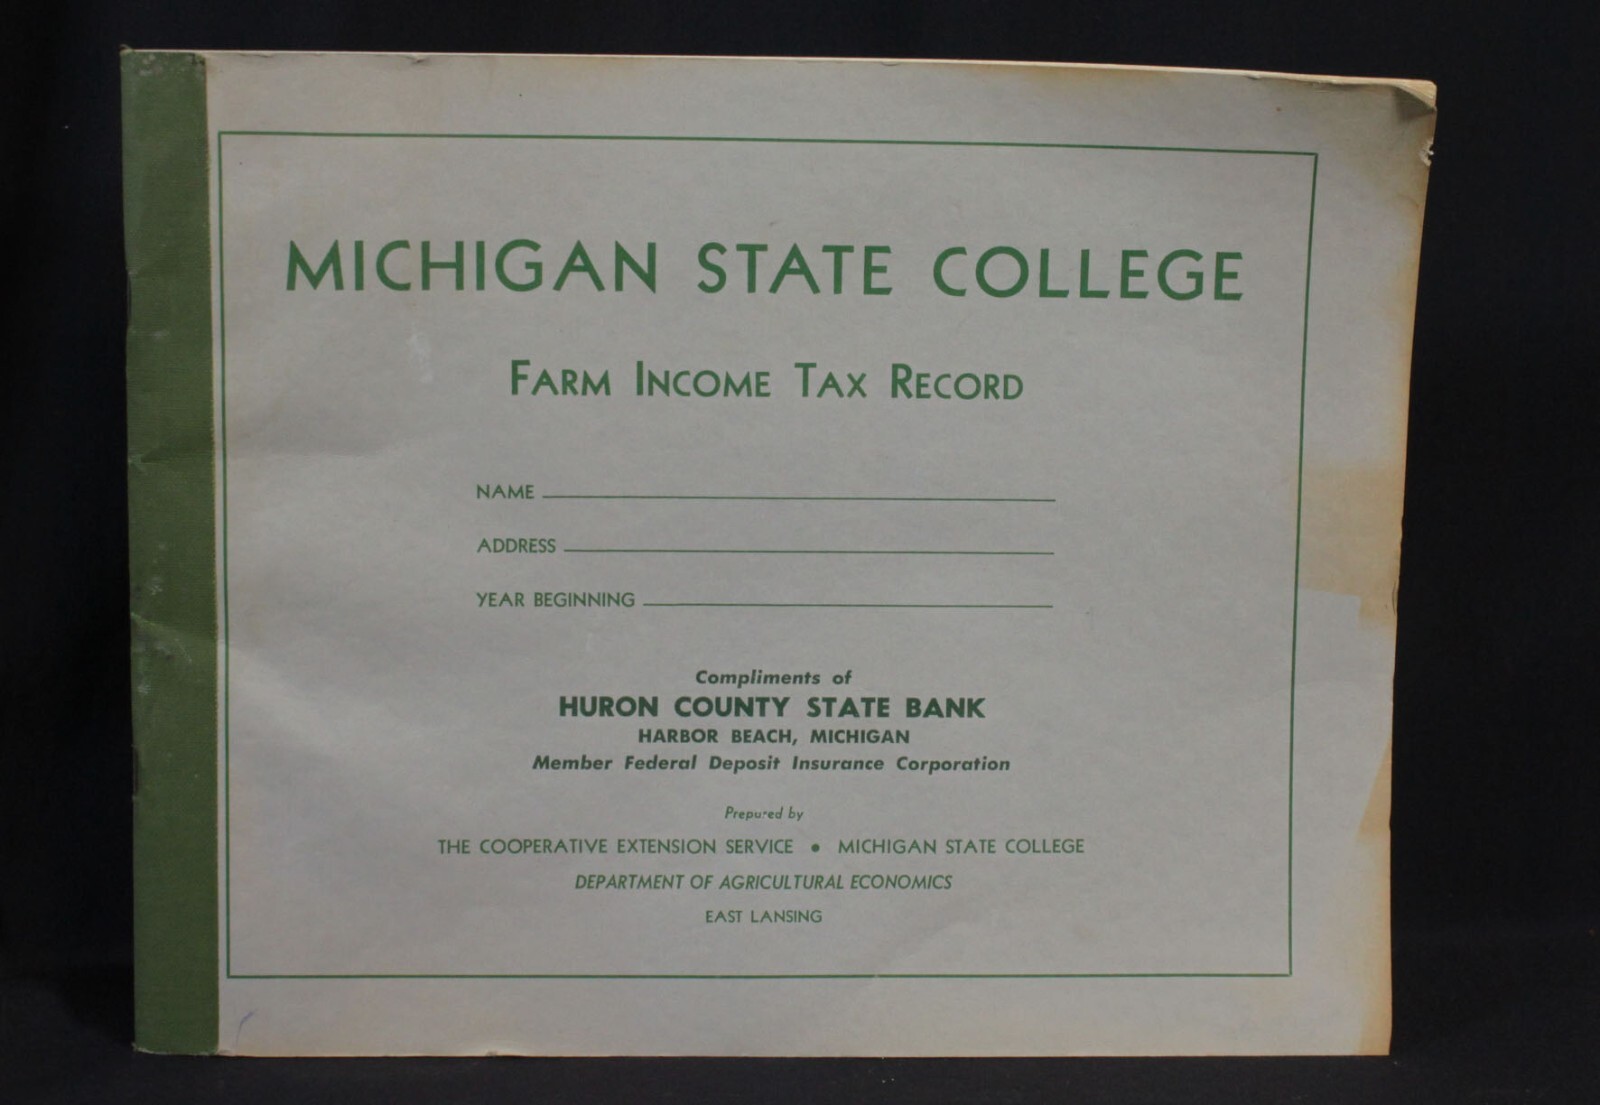 MICHIGAN STATE COLLEGE
FARM INCOME TAX RECORD
NAME
ADDRESS
YEAR BEGINNING
Compliments of
HURON COUNTY STATE BANK
HARBOR BEACH, MICHIGAN
Member Federal Deposit Insurance Corporation
Prepared by
THE COOPERATIVE EXTENSION SERVICE • MICHIGAN STATE COLLEGE
DEPARTMENT OF AGRICULTURAL ECONOMICS
EAST LANSING